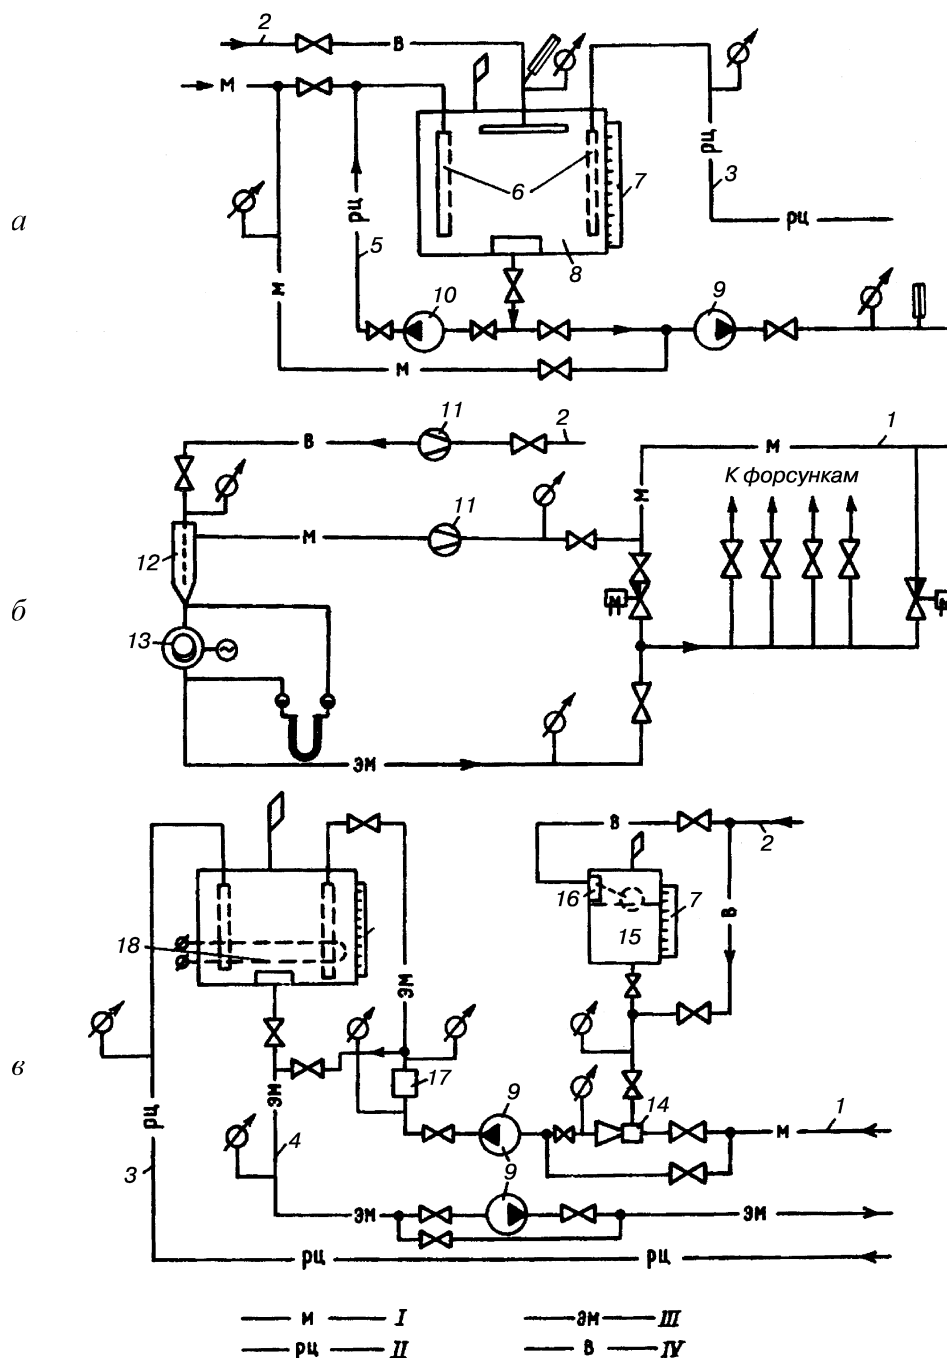 2
В
М
РЦ
6
7
3
РЦ
а
5
8
РЦ
М
10
9
М
11
В
2
1
М
К форсункам
М
11
М
12
М
М
б
13
ЭМ
В
2
16
7
15
В
18
ЭМ
в
17
ЭМ
РЦ
9
14
М
1
4
3
9
ЭМ
ЭМ
РЦ
РЦ
М I
ЭМ III
РЦ II
В IV